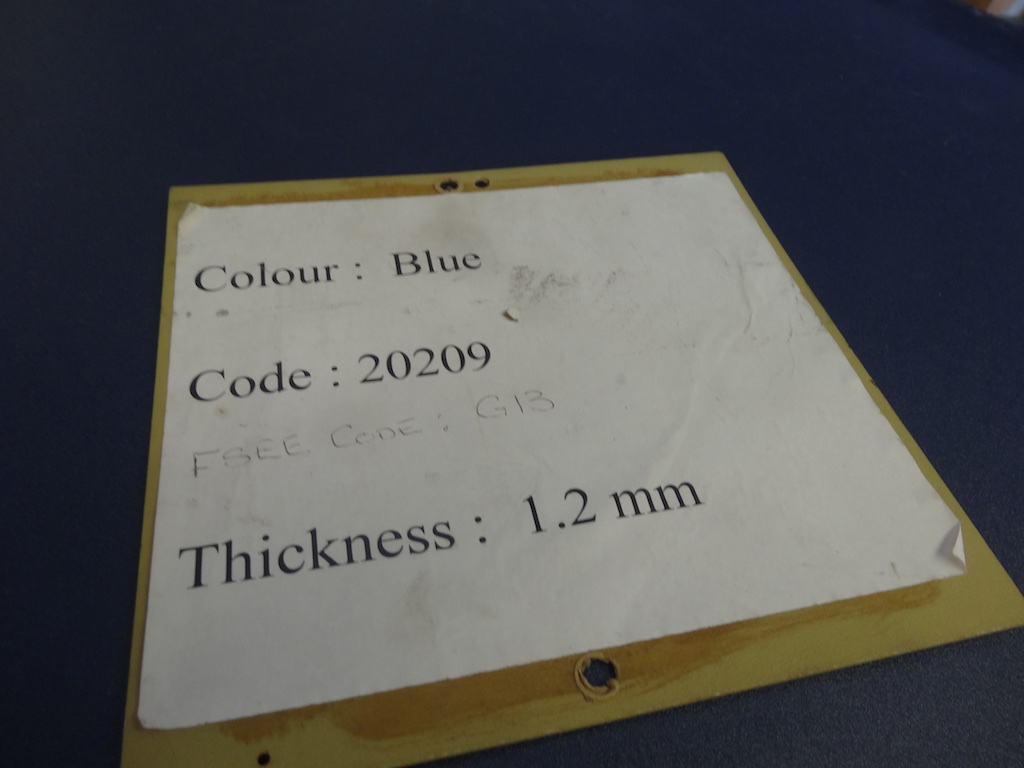 Colour : Blue
Code : 20209
FSEE CODE : G13
Thickness : 1.2 mm